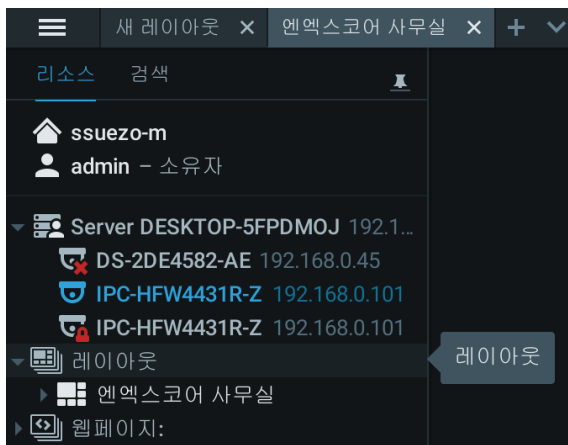 새 레이아웃 엔엑스코어 사무실
리소스 검색
ssuezo-m
admin – 소유자
Server DESKTOP-5FPDMOJ 192.1...
DS-2DE4582-AE 192.168.0.45
IPC-HFW4431R-Z 192.168.0.101
IPC-HFW4431R-Z 192.168.0.101
레이아웃 레이아웃
엔엑스코어 사무실
웹페이지: